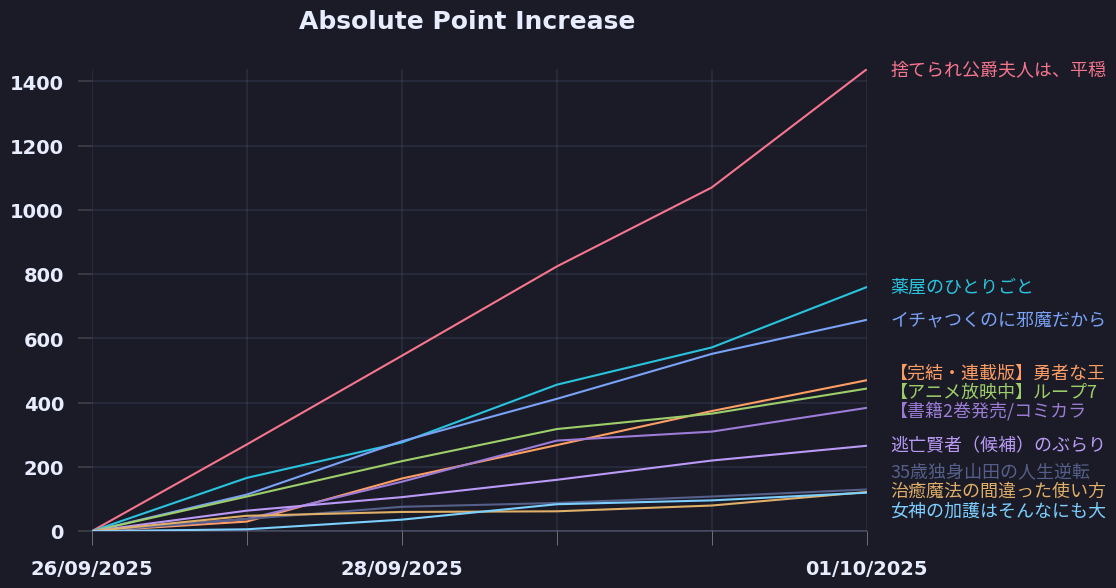 Absolute Point Increase
1400
1200
1000
800
600
400
200
0
26/09/2025
28/09/2025
01/10/2025
捨てられ公爵夫人は、平穏
薬屋のひとりごと
イチャつくのに邪魔だから
【完結・連載版】勇者な王
【アニメ放映中】ループ7
【書籍2巻発売/コミカラ
逃亡賢者（候補）のぶらり
35歳独身山田の人生逆転
治癒魔法の間違った使い方
女神の加護はそんなにも大